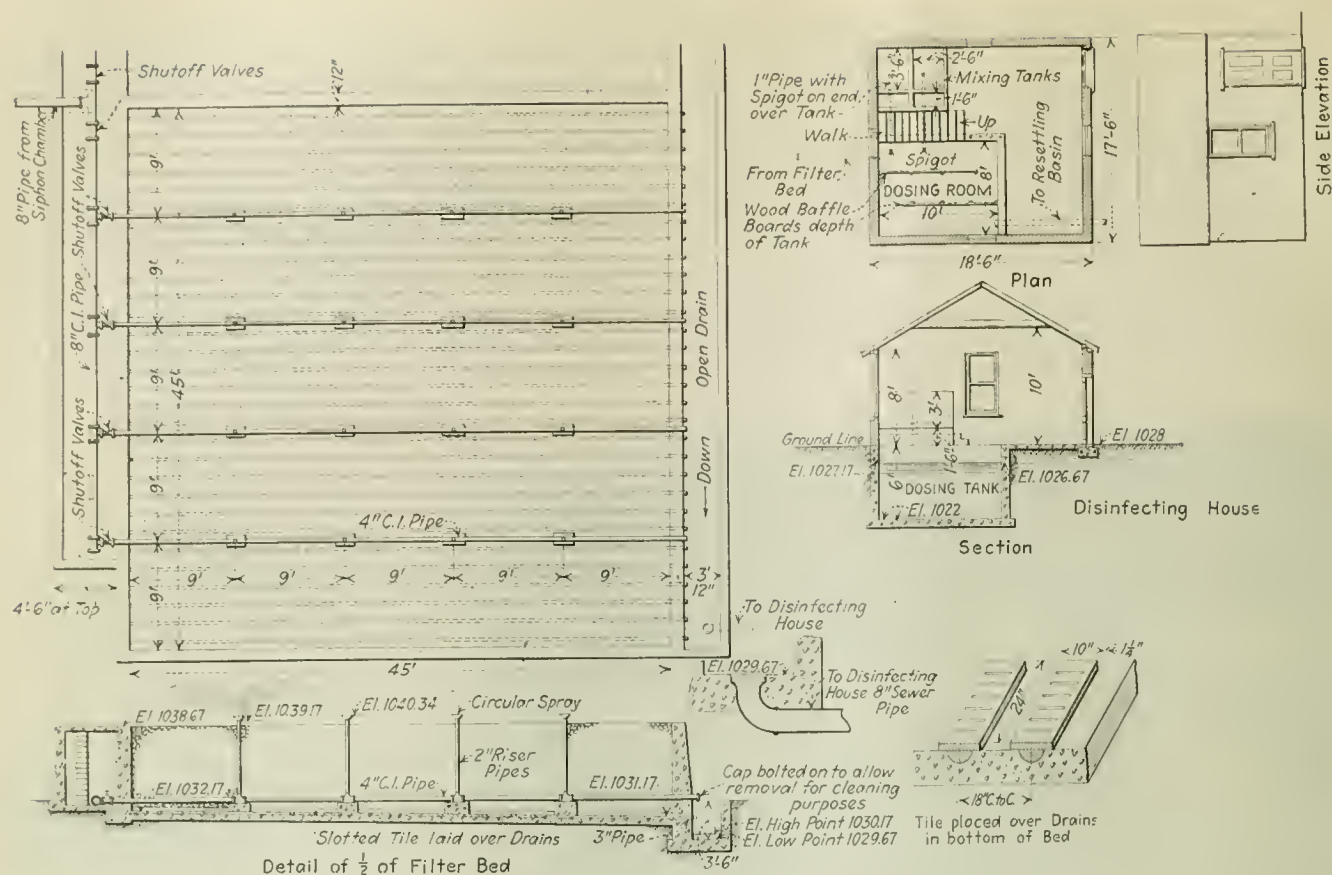 Shutoff Valves
12"
8" Pipe from
Siphon Chamber
Shutoff Valves
8" C.I. Pipe
Shutoff Valves
9'
9'
9'
9'
9'
45'
Open Drain
Down
4" C.I. Pipe
9'
9'
9'
9'
9'
3'
12"
4'-6" at Top
45'
1" Pipe with
Spigot on end
over Tank
Walk
From Filter
Bed
Wood Baffle
Boards depth
of Tank
3'-6"
2'-6"
Mixing Tanks
1'-6"
Up
Spigot
8'
DOSING ROOM
10'
To Resettling
Basin
17'-6"
18'-6"
Plan
Side Elevation
8'
3'
10'
Ground Line
El. 1028
1'-6"
El. 1027.17
6'
El. 1026.67
DOSING TANK
El. 1022
Disinfecting House
Section
To Disinfecting
House
El. 1029.67
To Disinfecting
House 8" Sewer
Pipe
10"
1¼"
24"
18" C. to C.
Tile placed over Drains
in bottom of Bed
El. 1038.67
El. 1039.17
El. 1040.34
Circular Spray
2" Riser
Pipes
El. 1032.17
4" C.I. Pipe
El. 1031.17
Cap bolted on to allow
removal for cleaning
purposes
El. High Point 1030.17
El. Low Point 1029.67
Slotted Tile laid over Drains
3" Pipe
3'-6"
Detail of ½ of Filter Bed